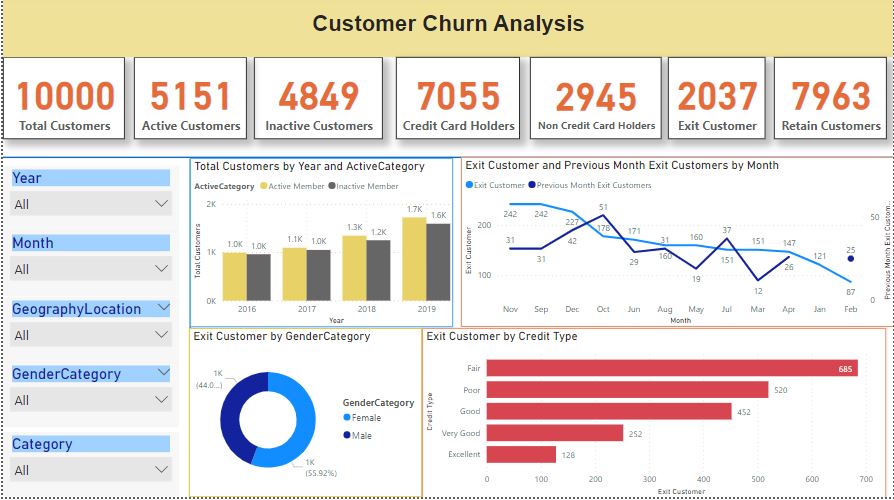 Customer Churn Analysis
10000
Total Customers
5151
Active Customers
4849
Inactive Customers
7055
Credit Card Holders
2945
Non Credit Card Holders
2037
Exit Customer
7963
Retain Customers
Year
All
Month
All
GeographyLocation
All
GenderCategory
All
Category
All
Total Customers by Year and ActiveCategory
ActiveCategory Active Member Inactive Member
2K
1K
0K
Total Customers
1.0K 1.0K 1.1K 1.0K 1.3K 1.2K 1.7K 1.6K
2016 2017 2018 2019
Year
Exit Customer and Previous Month Exit Customers by Month
Exit Customer Previous Month Exit Customers
200
100
Exit Customer
50
0
Previous Month Exit Custom...
242 242 227 178 171 160 160 151 151 147 121 87
31 31 42 51 29 31 19 37 12 26 25
Nov Sep Dec Oct Jun Aug May Jul Mar Apr Jan Feb
Month
Exit Customer by GenderCategory
1K
(44.0...)
1K
(55.92%)
GenderCategory
Female
Male
Exit Customer by Credit Type
Credit Type
Fair 685
Poor 520
Good 452
Very Good 252
Excellent 128
0 100 200 300 400 500 600 700
Exit Customer